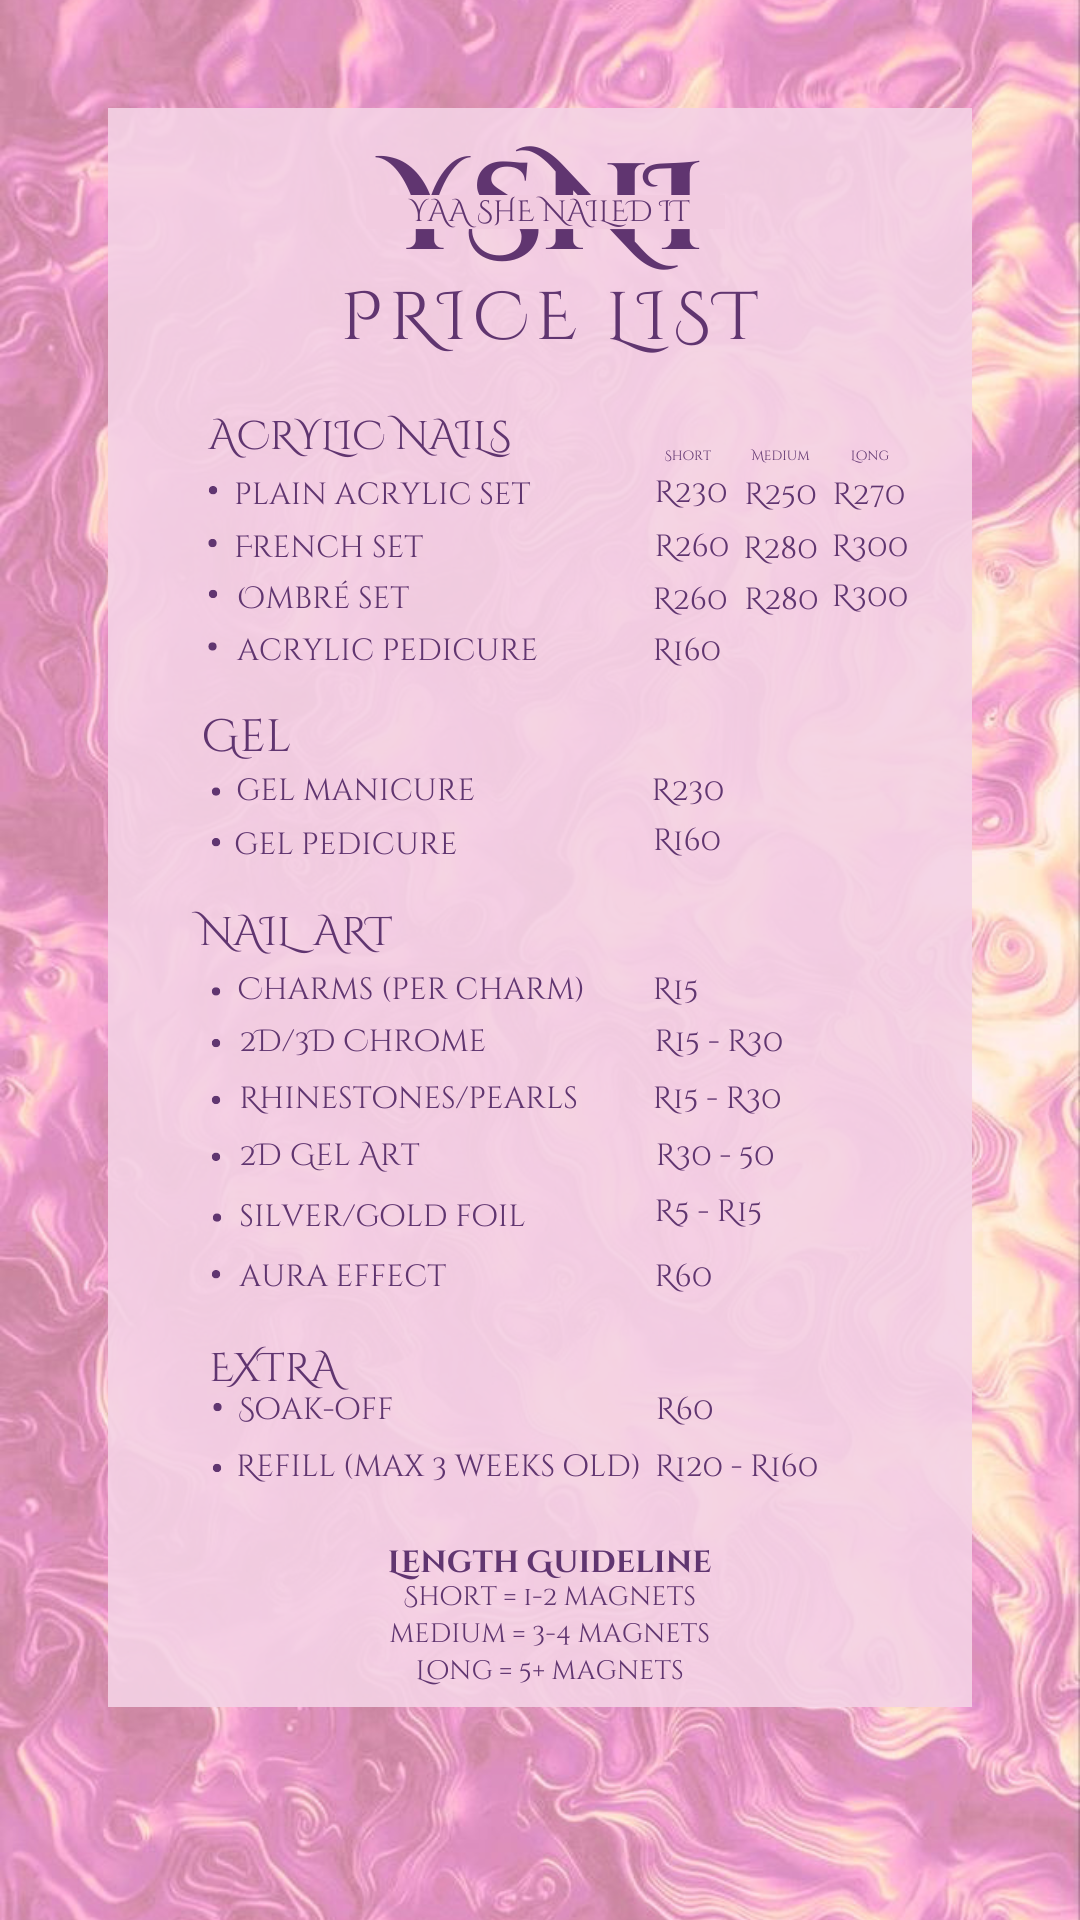 YSNI
YAA SHE NAILED IT
PRICE LIST
ACRYLIC NAILS
SHORT MEDIUM LONG
• PLAIN ACRYLIC SET R230 R250 R270
• FRENCH SET R260 R280 R300
• OMBRÉ SET R260 R280 R300
• ACRYLIC PEDICURE R160
GEL
• GEL MANICURE R230
• GEL PEDICURE R160
NAIL ART
• CHARMS (PER CHARM) R15
• 2D/3D CHROME R15 - R30
• RHINESTONES/PEARLS R15 - R30
• 2D GEL ART R30 - 50
• SILVER/GOLD FOIL R5 - R15
• AURA EFFECT R60
EXTRA
• SOAK-OFF R60
• REFILL (MAX 3 WEEKS OLD) R120 - R160
LENGTH GUIDELINE
SHORT = 1-2 MAGNETS
MEDIUM = 3-4 MAGNETS
LONG = 5+ MAGNETS